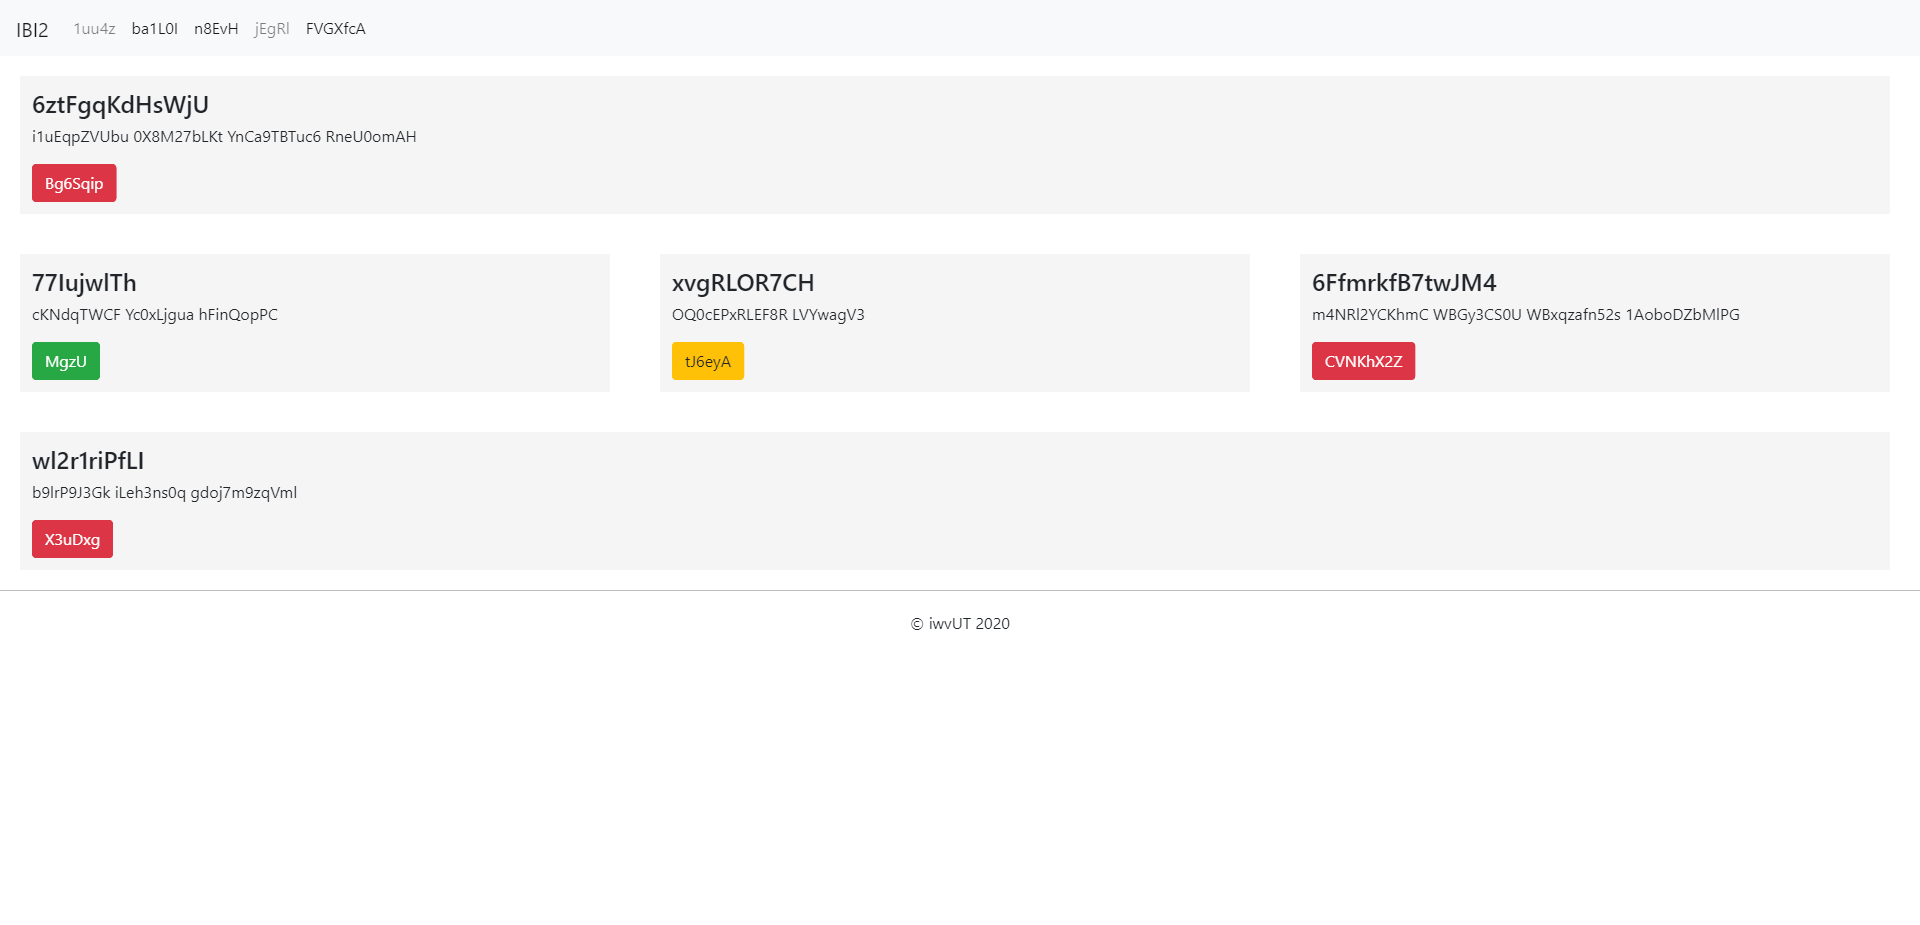 IBI2 1uu4z ba1L0I n8EvH jEgRl FVGXfcA
6ztFgqKdHsWjU
i1uEqpZVUbu 0X8M27bLKt YnCa9TBTuc6 RneU0omAH
Bg6Sqip
77IujwlTh
cKNdqTWCF Yc0xLjgua hFinQopPC
MgzU
xvgRLOR7CH
OQ0cEPxRLEF8R LVYwagV3
tJ6eyA
6FfmrkfB7twJM4
m4NRl2YCKhmC WBGy3CS0U WBxqzafn52s 1AoboDZbMlPG
CVNKhX2Z
wl2r1riPfLI
b9lrP9J3Gk iLeh3ns0q gdoj7m9zqVml
X3uDxg
© iwvUT 2020